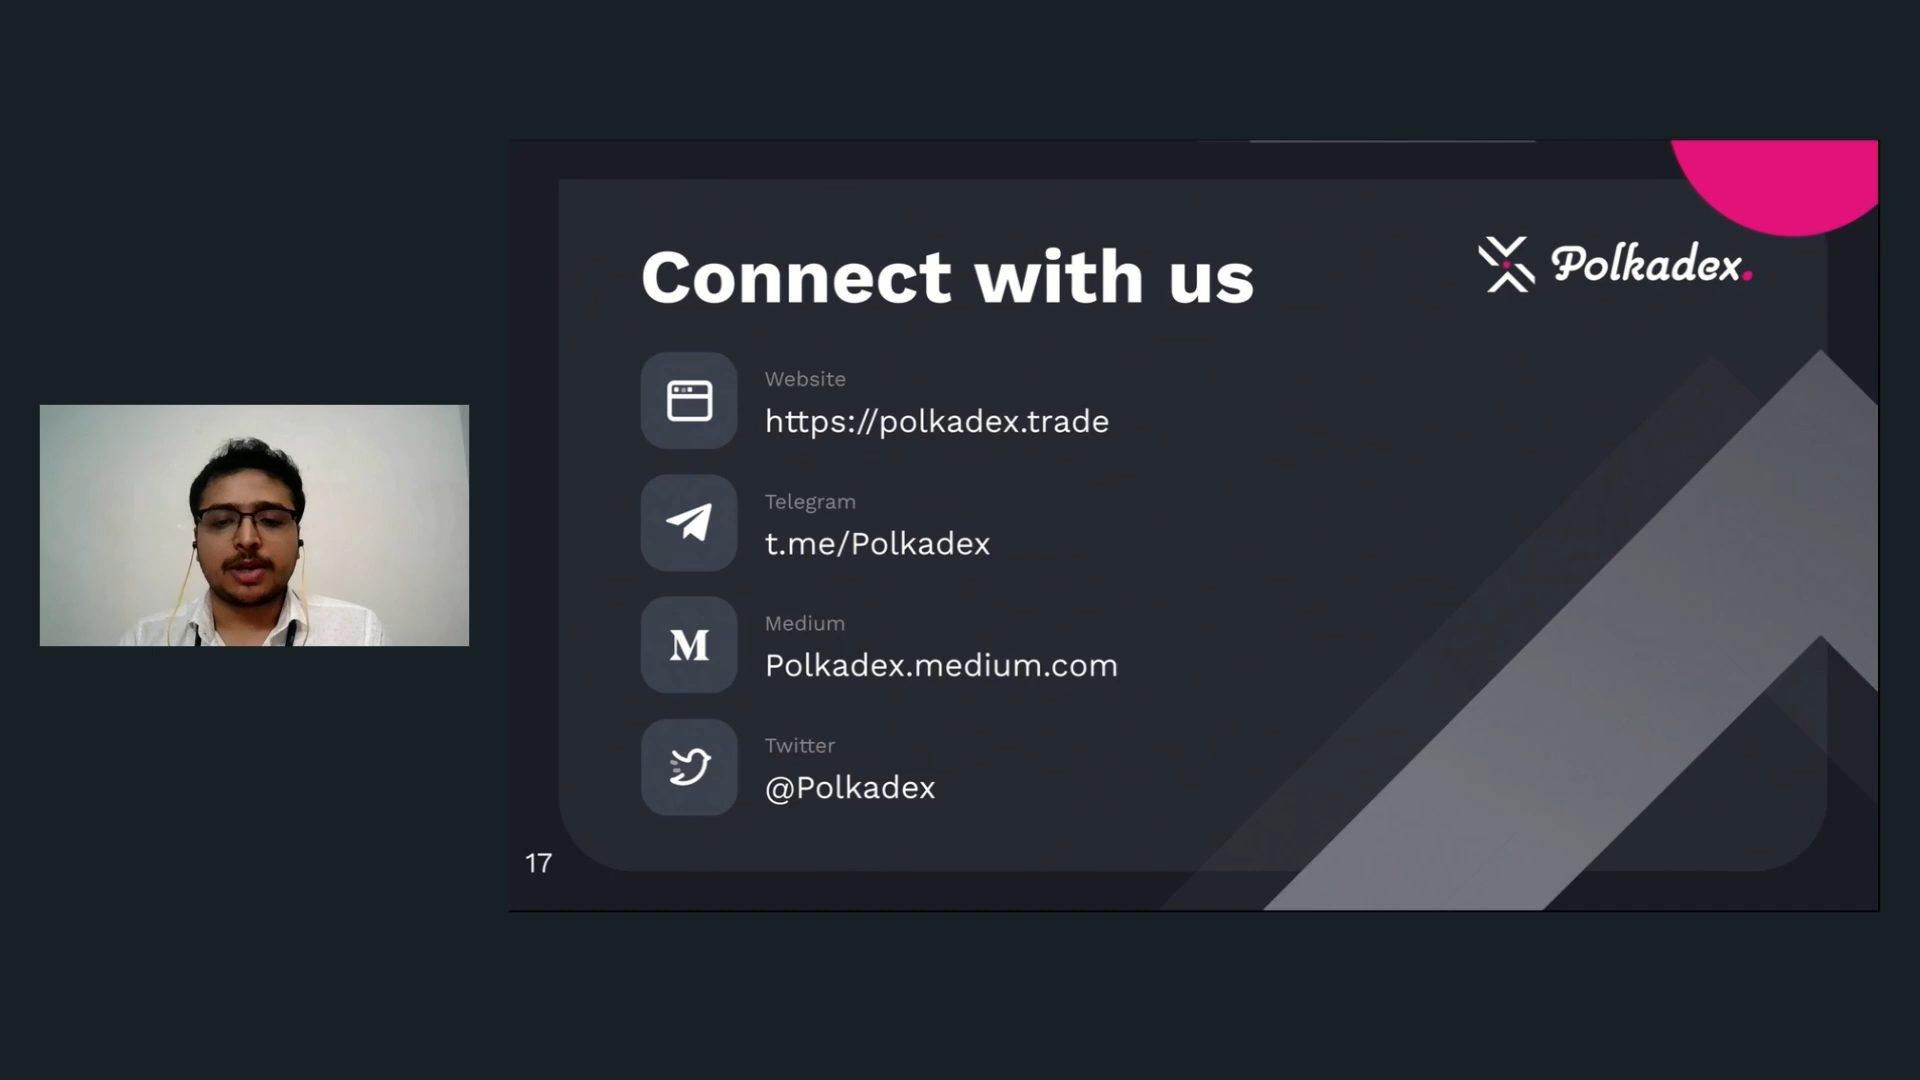 Connect with us
Polkadex.
Website
https://polkadex.trade
Telegram
t.me/Polkadex
M
Medium
Polkadex.medium.com
Twitter
@Polkadex
17